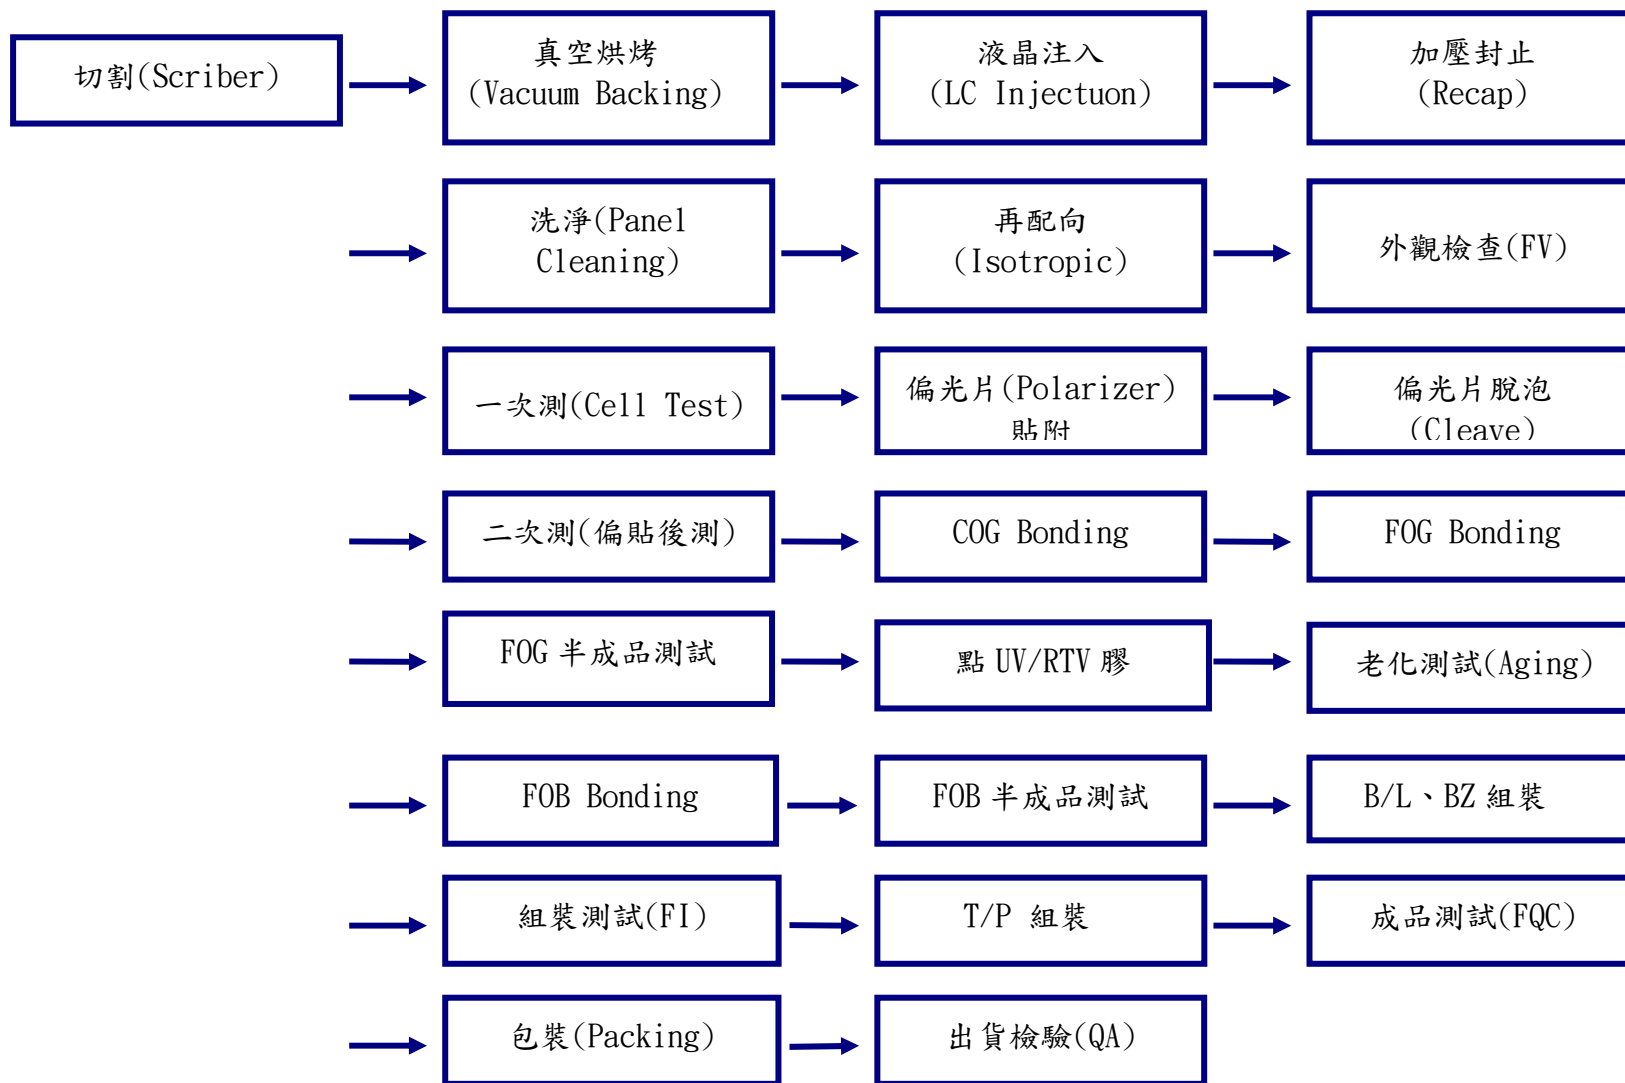 切割(Scriber)
真空烘烤
(Vacuum Backing)
液晶注入
(LC Injectuon)
加壓封止
(Recap)
洗淨(Panel
Cleaning)
再配向
(Isotropic)
外觀檢查(FV)
一次測(Cell Test)
偏光片(Polarizer)
貼附
偏光片脫泡
(Cleave)
二次測(偏貼後測)
COG Bonding
FOG Bonding
FOG 半成品測試
點 UV/RTV 膠
老化測試(Aging)
FOB Bonding
FOB 半成品測試
B/L、BZ 組裝
組裝測試(FI)
T/P 組裝
成品測試(FQC)
包裝(Packing)
出貨檢驗(QA)